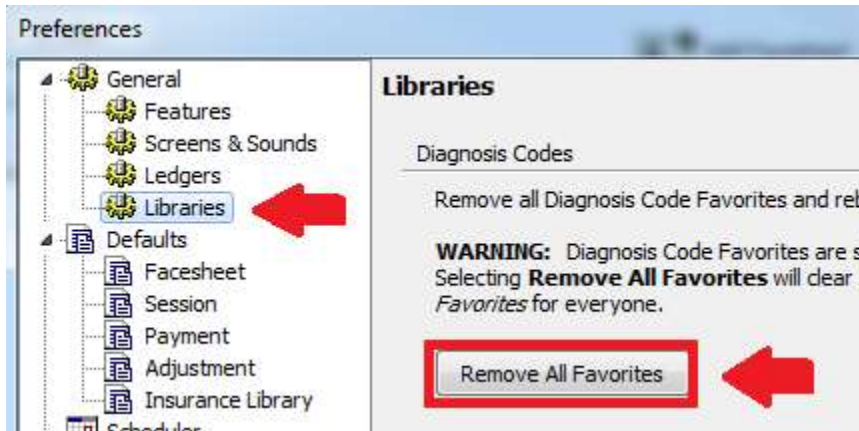 Preferences
General
Features
Screens & Sounds
Ledgers
Libraries
Defaults
Facesheet
Session
Payment
Adjustment
Insurance Library
Scheduler
Libraries
Diagnosis Codes
Remove all Diagnosis Code Favorites and reb
WARNING: Diagnosis Code Favorites are s
Selecting Remove All Favorites will clear
Favorites for everyone.
Remove All Favorites